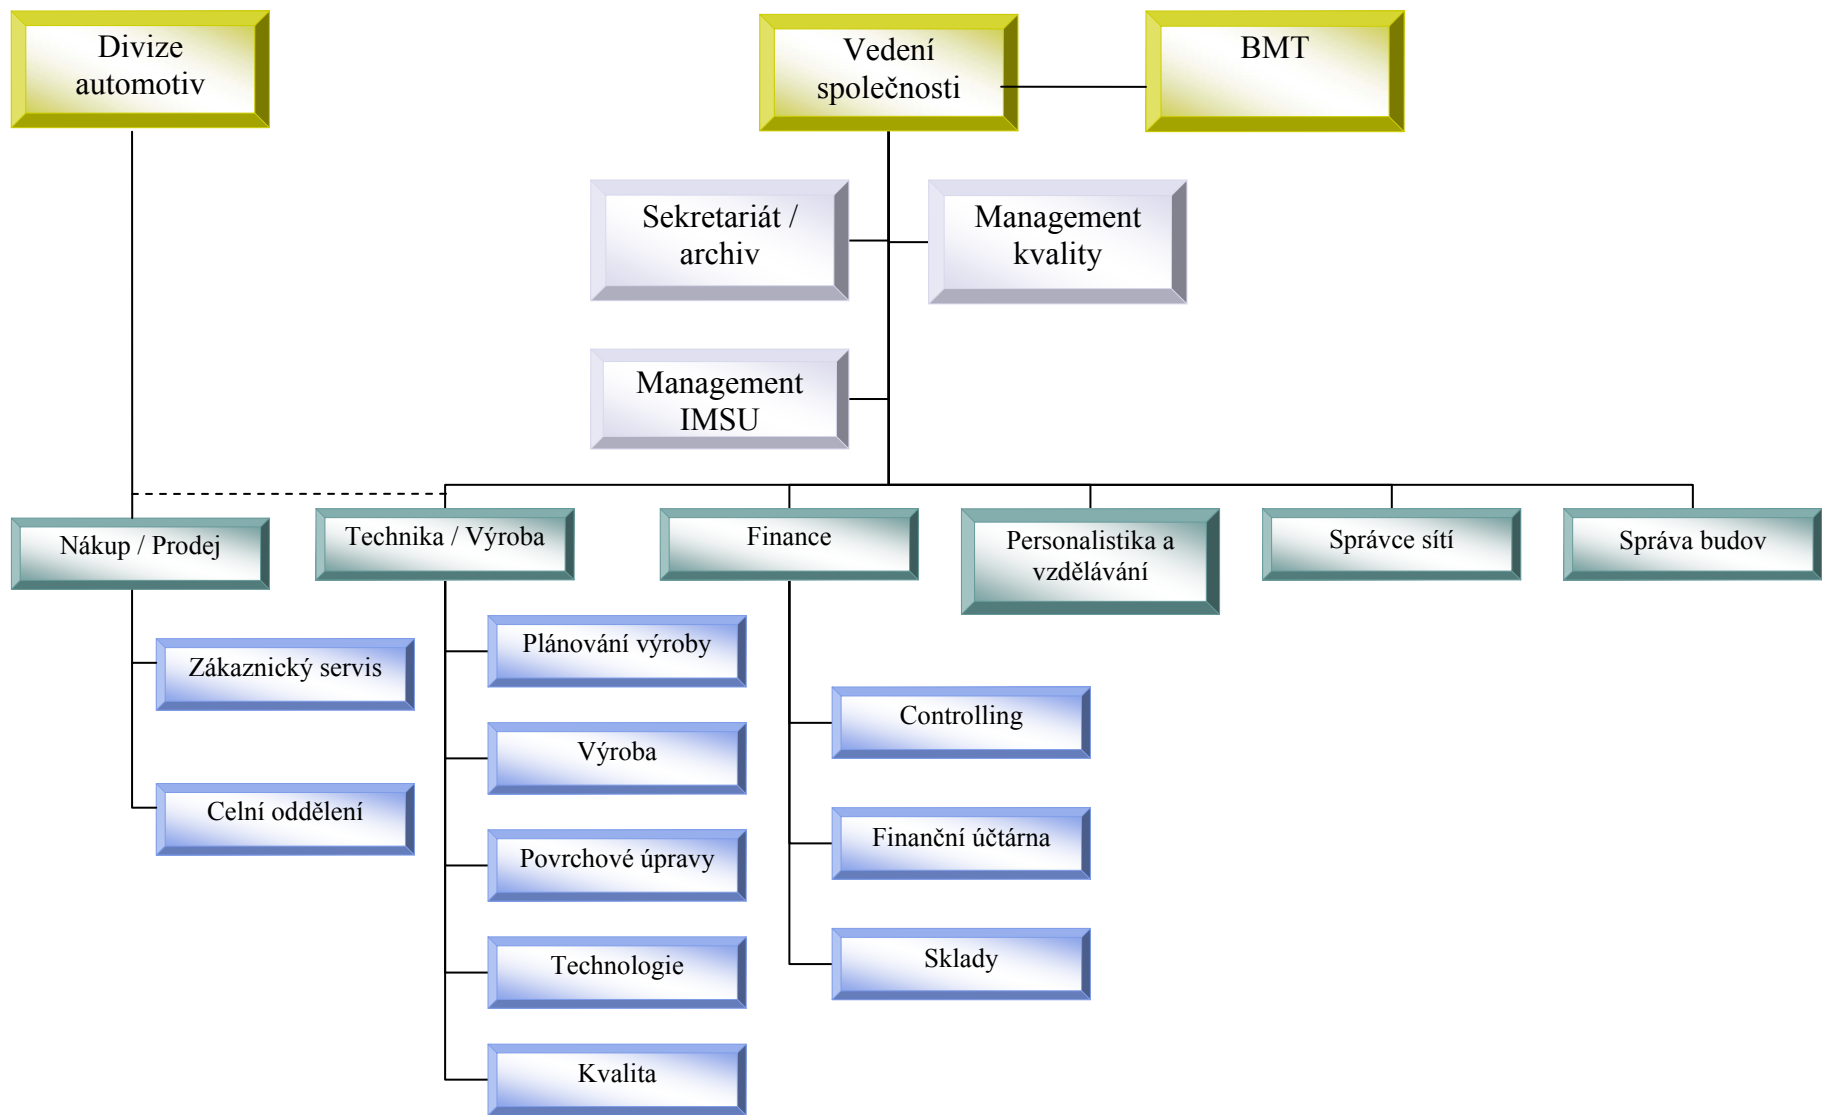 Divize
automotiv
Vedení
společnosti
BMT
Sekretariát /
archiv
Management
kvality
Management
IMSU
Nákup / Prodej
Technika / Výroba
Finance
Personalistika a
vzdělávání
Správce sítí
Správa budov
Zákaznický servis
Celní oddělení
Plánování výroby
Výroba
Povrchové úpravy
Technologie
Kvalita
Controlling
Finanční účtárna
Sklady